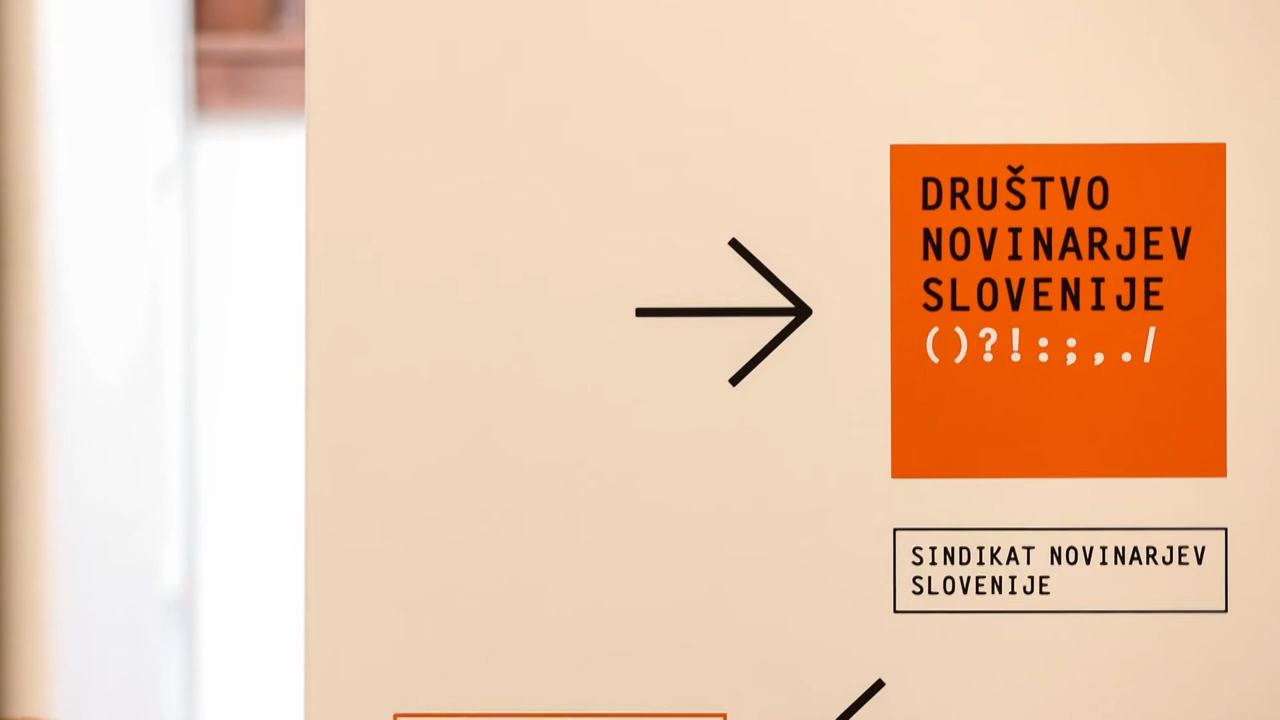 DRUŠTVO
NOVINARJEV
SLOVENIJE
()?!:;,./
SINDIKAT NOVINARJEV
SLOVENIJE